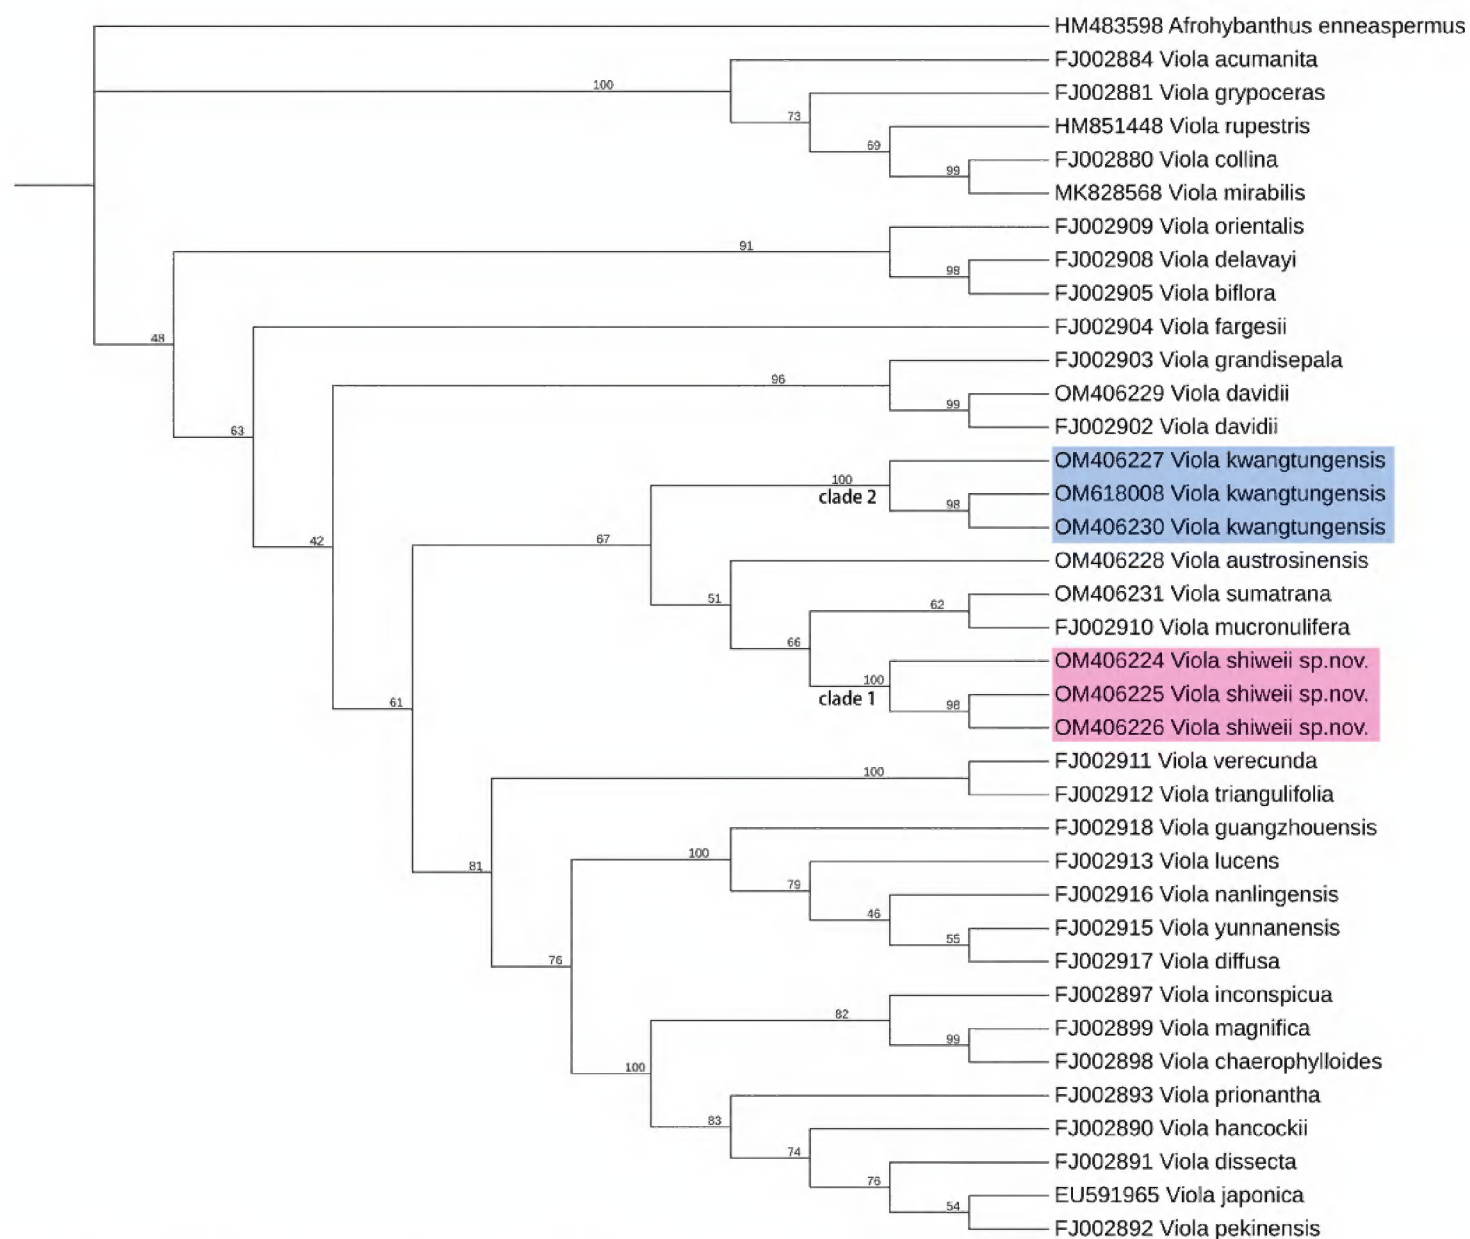 HM483598 Afrohybanthus enneaspermus
FJ002884 Viola acumanita
100
FJ002881 Viola grypoceras
73
HM851448 Viola rupestris
69
FJ002880 Viola collina
99
MK828568 Viola mirabilis
FJ002909 Viola orientalis
91
FJ002908 Viola delavayi
98
FJ002905 Viola biflora
FJ002904 Viola fargesii
48
FJ002903 Viola grandisepala
96
OM406229 Viola davidii
99
FJ002902 Viola davidii
63
OM406227 Viola kwangtungensis
100
clade 2
OM618008 Viola kwangtungensis
98
OM406230 Viola kwangtungensis
42
67
OM406228 Viola austrosinensis
51
OM406231 Viola sumatrana
62
FJ002910 Viola mucronulifera
66
OM406224 Viola shiweii sp.nov.
100
clade 1
OM406225 Viola shiweii sp.nov.
98
OM406226 Viola shiweii sp.nov.
61
FJ002911 Viola verecunda
100
FJ002912 Viola triangulifolia
FJ002918 Viola guangzhouensis
100
81
FJ002913 Viola lucens
79
FJ002916 Viola nanlingensis
46
FJ002915 Viola yunnanensis
55
FJ002917 Viola diffusa
76
FJ002897 Viola inconspicua
82
FJ002899 Viola magnifica
99
FJ002898 Viola chaerophylloides
100
FJ002893 Viola prionantha
83
FJ002890 Viola hancockii
74
FJ002891 Viola dissecta
76
EU591965 Viola japonica
54
FJ002892 Viola pekinensis